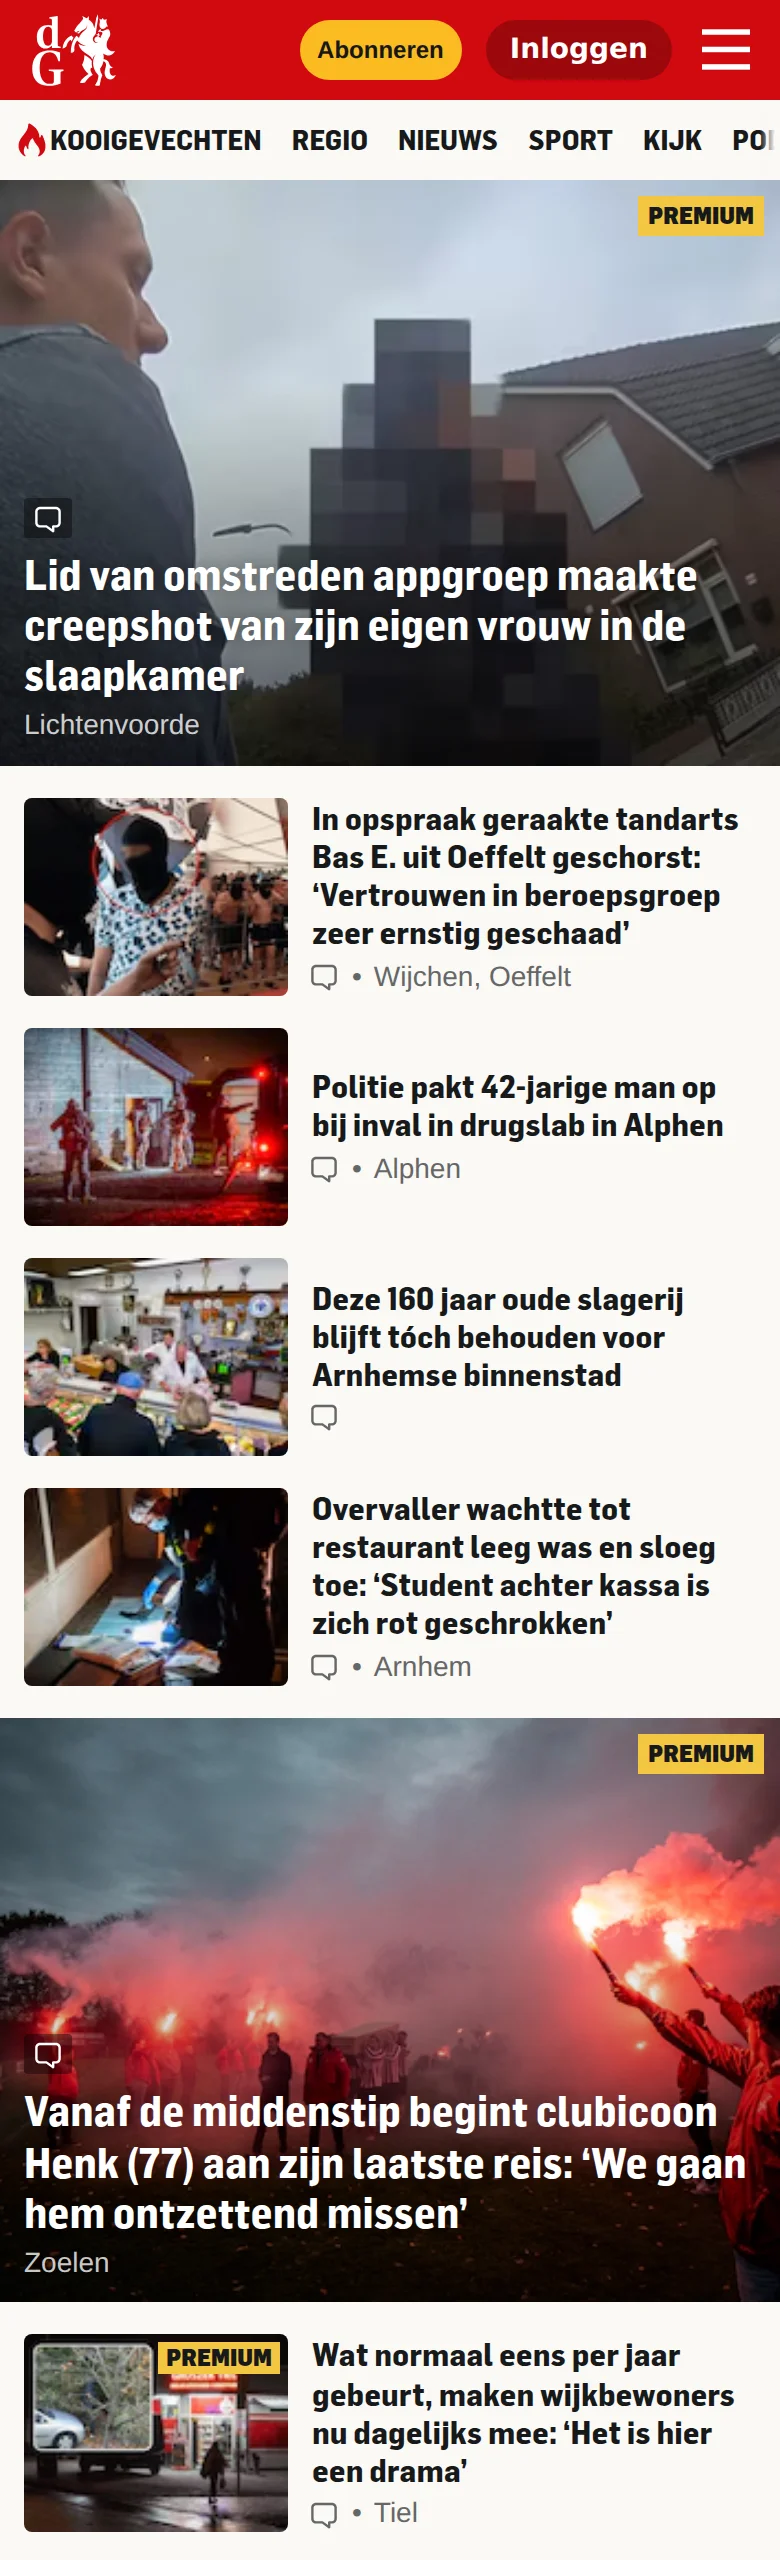 dG
Abonneren
Inloggen
KOOIGEVECHTEN REGIO NIEUWS SPORT KIJK
PREMIUM
Lid van omstreden appgroep maakte
creepshot van zijn eigen vrouw in de
slaapkamer
Lichtenvoorde
In opspraak geraakte tandarts
Bas E. uit Oeffelt geschorst:
‘Vertrouwen in beroepsgroep
zeer ernstig geschaad’
• Wijchen, Oeffelt
Politie pakt 42-jarige man op
bij inval in drugslab in Alphen
• Alphen
Deze 160 jaar oude slagerij
blijft tóch behouden voor
Arnhemse binnenstad
Overvaller wachtte tot
restaurant leeg was en sloeg
toe: ‘Student achter kassa is
zich rot geschrokken’
• Arnhem
PREMIUM
Vanaf de middenstip begint clubicoon
Henk (77) aan zijn laatste reis: ‘We gaan
hem ontzettend missen’
Zoelen
PREMIUM
Wat normaal eens per jaar
gebeurt, maken wijkbewoners
nu dagelijks mee: ‘Het is hier
een drama’
• Tiel